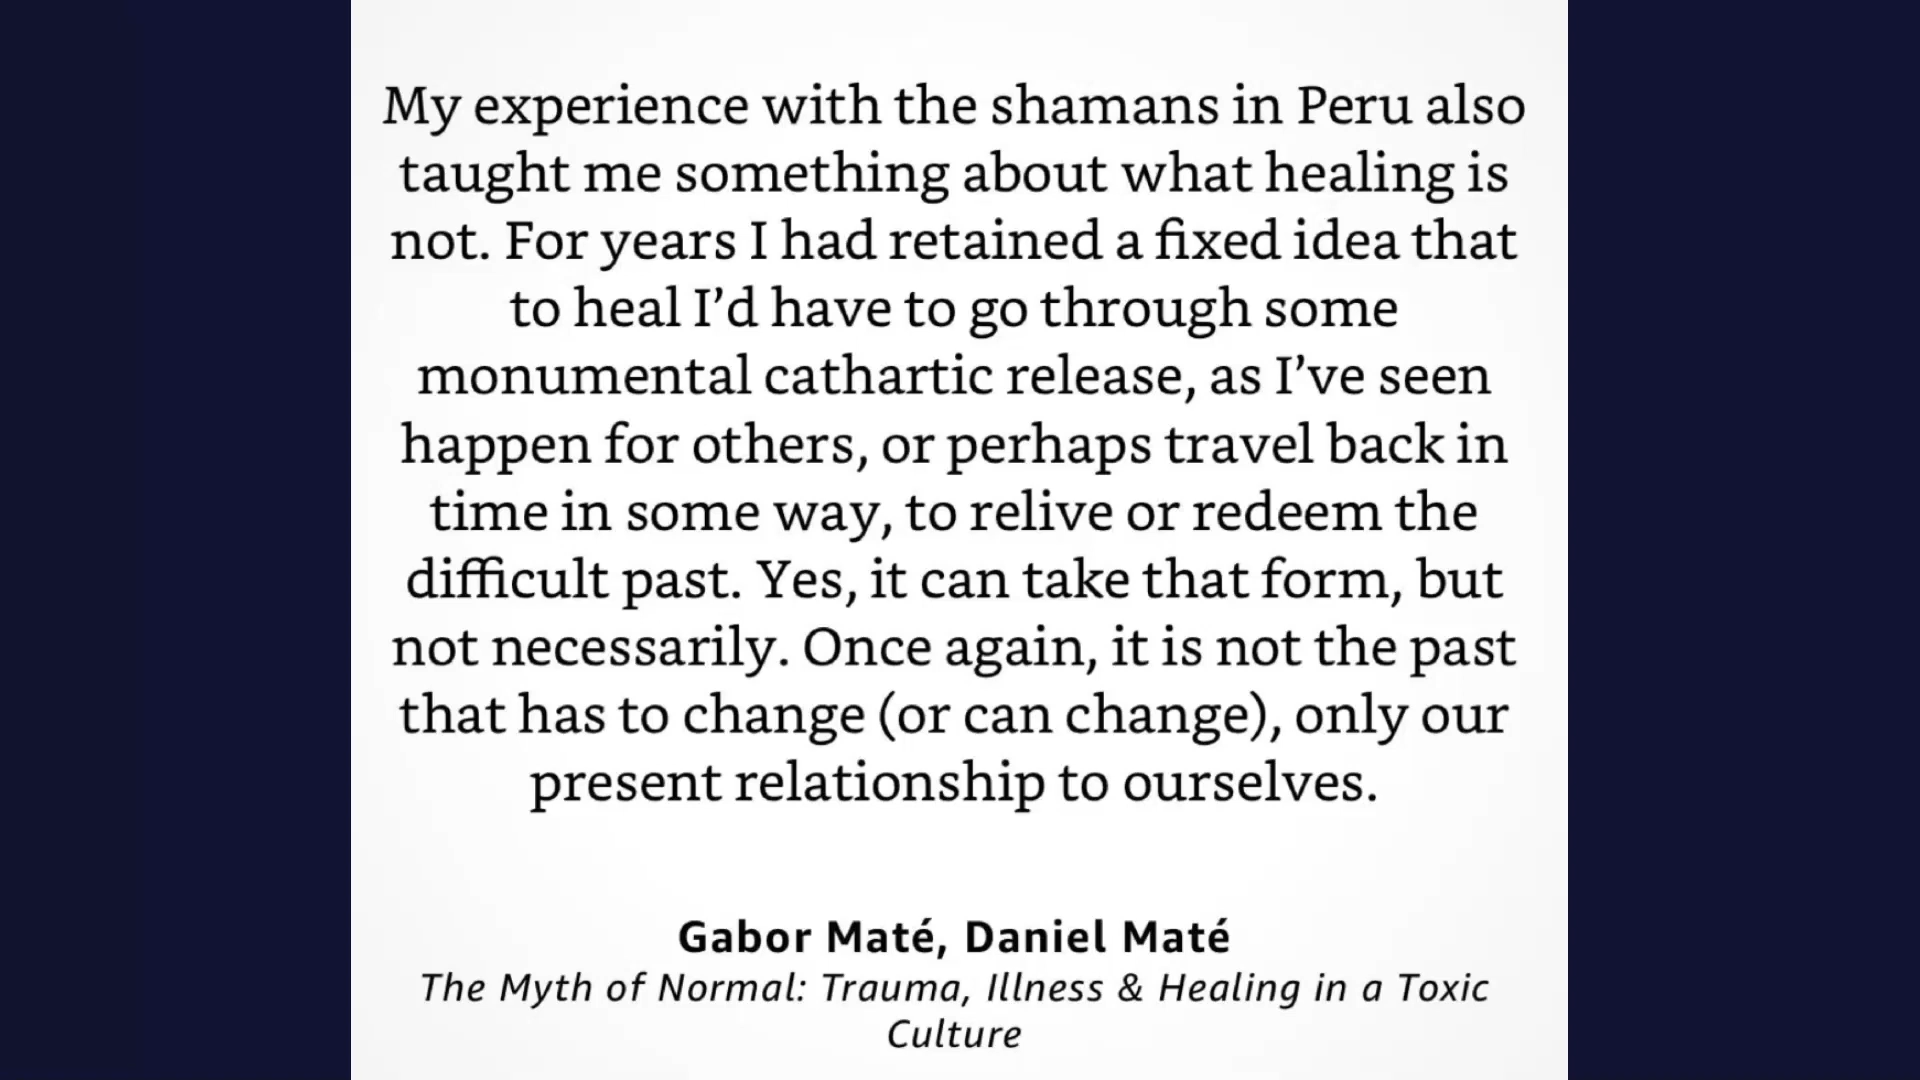 My experience with the shamans in Peru also
taught me something about what healing is
not. For years I had retained a fixed idea that
to heal I’d have to go through some
monumental cathartic release, as I’ve seen
happen for others, or perhaps travel back in
time in some way, to relive or redeem the
difficult past. Yes, it can take that form, but
not necessarily. Once again, it is not the past
that has to change (or can change), only our
present relationship to ourselves.
Gabor Maté, Daniel Maté
The Myth of Normal: Trauma, Illness & Healing in a Toxic
Culture